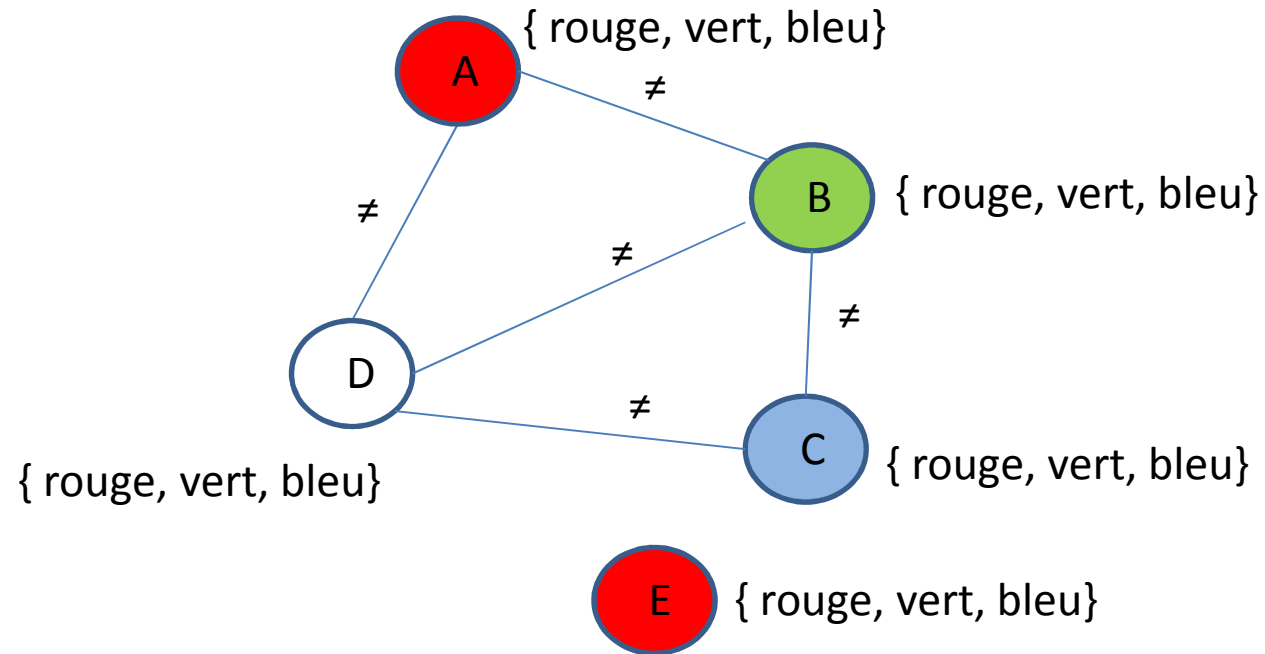 { rouge, vert, bleu}
A
≠
B
{ rouge, vert, bleu}
≠
≠
≠
D
≠
C
{ rouge, vert, bleu}
{ rouge, vert, bleu}
E
{ rouge, vert, bleu}